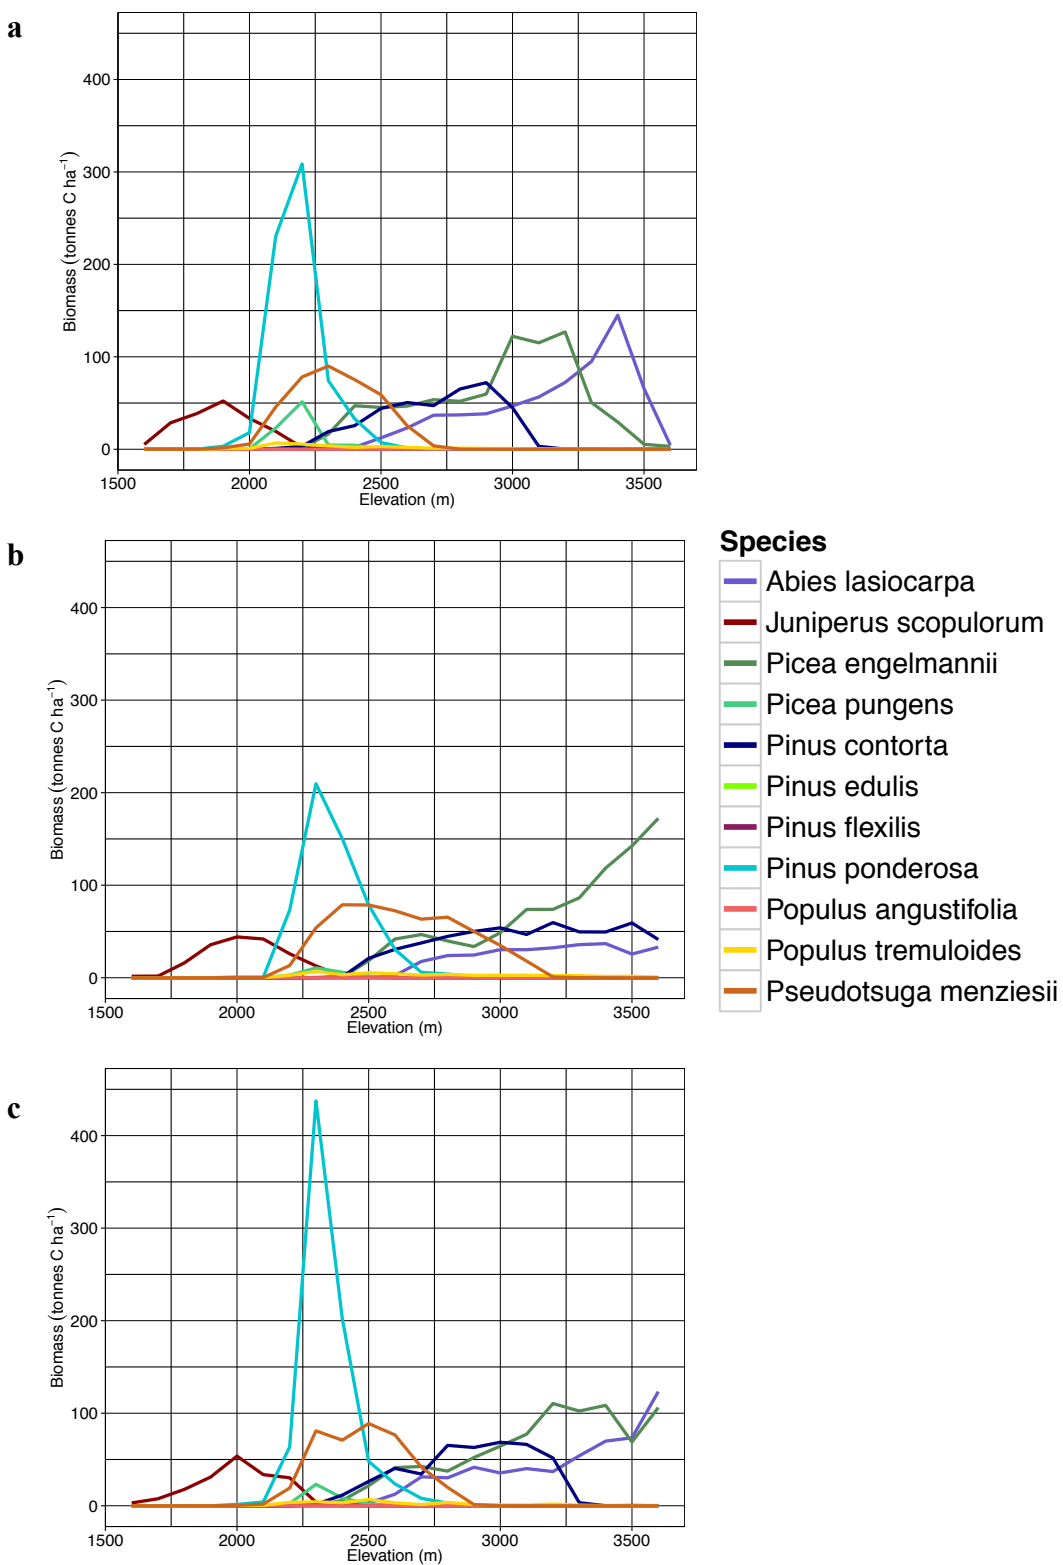 a
400
300
200
100
0
Biomass (tonnes C ha⁻¹)
1500 2000 2500 3000 3500
Elevation (m)
b
400
300
200
100
0
Biomass (tonnes C ha⁻¹)
1500 2000 2500 3000 3500
Elevation (m)
Species
Abies lasiocarpa
Juniperus scopulorum
Picea engelmannii
Picea pungens
Pinus contorta
Pinus edulis
Pinus flexilis
Pinus ponderosa
Populus angustifolia
Populus tremuloides
Pseudotsuga menziesii
c
400
300
200
100
0
Biomass (tonnes C ha⁻¹)
1500 2000 2500 3000 3500
Elevation (m)